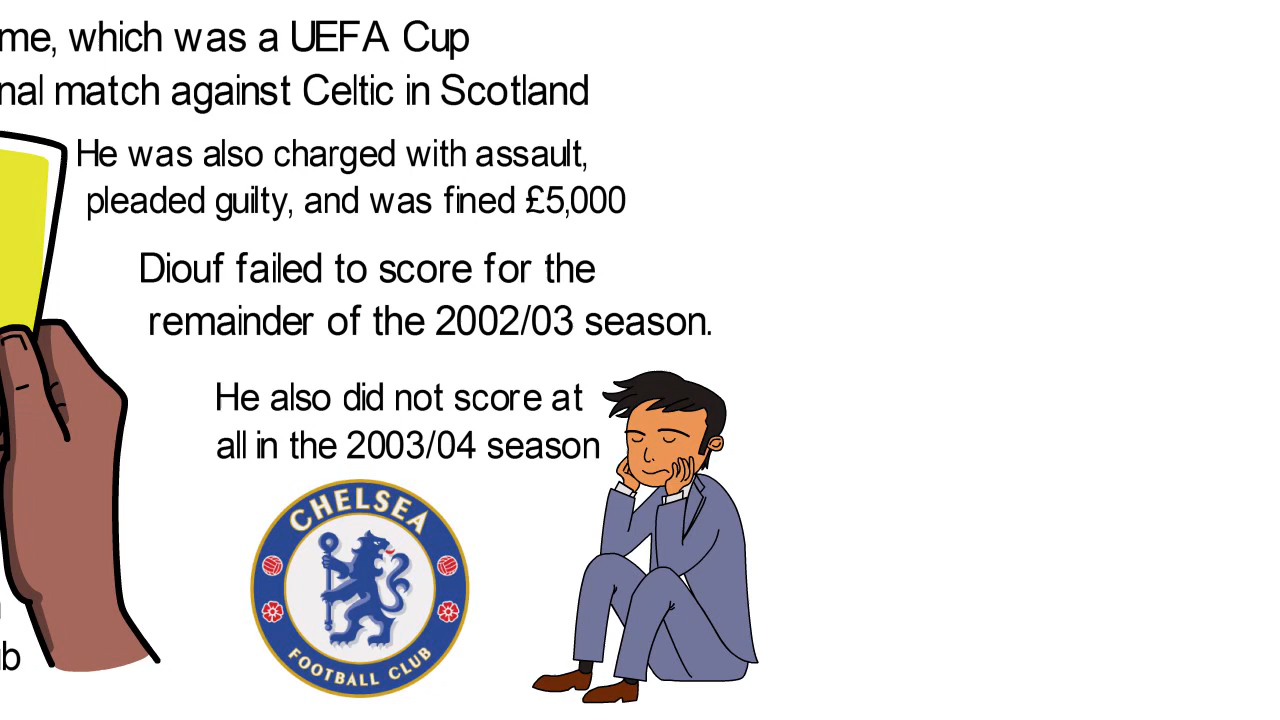 me, which was a UEFA Cup
nal match against Celtic in Scotland
He was also charged with assault,
pleaded guilty, and was fined £5,000
Diouf failed to score for the
remainder of the 2002/03 season.
He also did not score at
all in the 2003/04 season
CHELSEA
FOOTBALL CLUB
ub